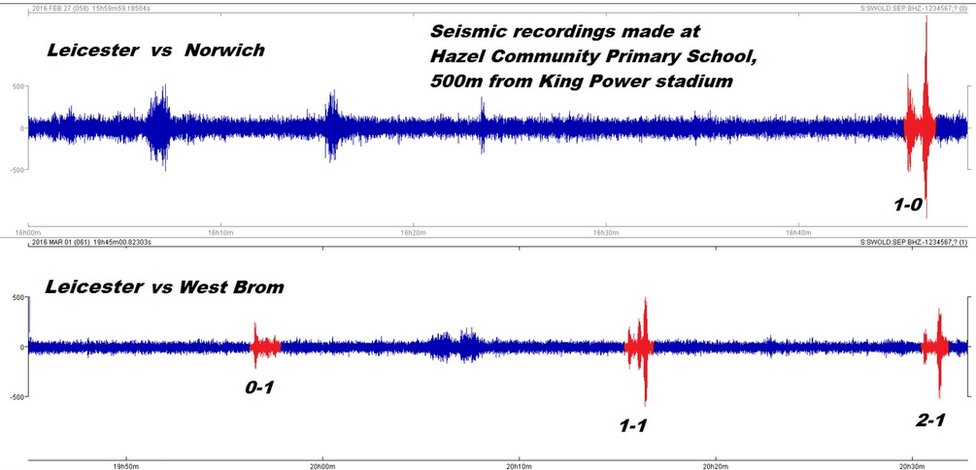 2016 FEB 27 (058) 15h59m59.18504s
S:SWOLD:SEP:BHZ:-1234567;? (0)
Leicester vs Norwich
Seismic recordings made at
Hazel Community Primary School,
500m from King Power stadium
500
0
-500
1-0
16h00m 16h10m 16h20m 16h30m 16h40m
2016 MAR 01 (061) 19h45m00.82303s
S:SWOLD:SEP:BHZ:-1234567;? (1)
Leicester vs West Brom
500
0
-500
0-1
1-1
2-1
19h50m 20h00m 20h10m 20h20m 20h30m